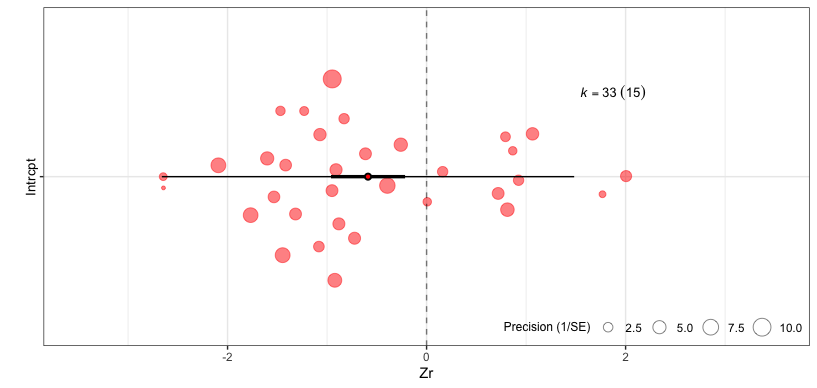 k = 33 (15)
Intrcpt
Precision (1/SE) 2.5 5.0 7.5 10.0
-2 0 2
Zr